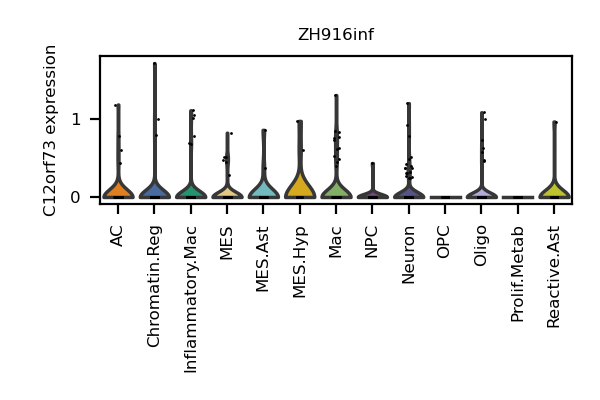 ZH916inf
C12orf73 expression
1
0
AC
Chromatin.Reg
Inflammatory.Mac
MES
MES.Ast
MES.Hyp
Mac
NPC
Neuron
OPC
Oligo
Prolif.Metab
Reactive.Ast